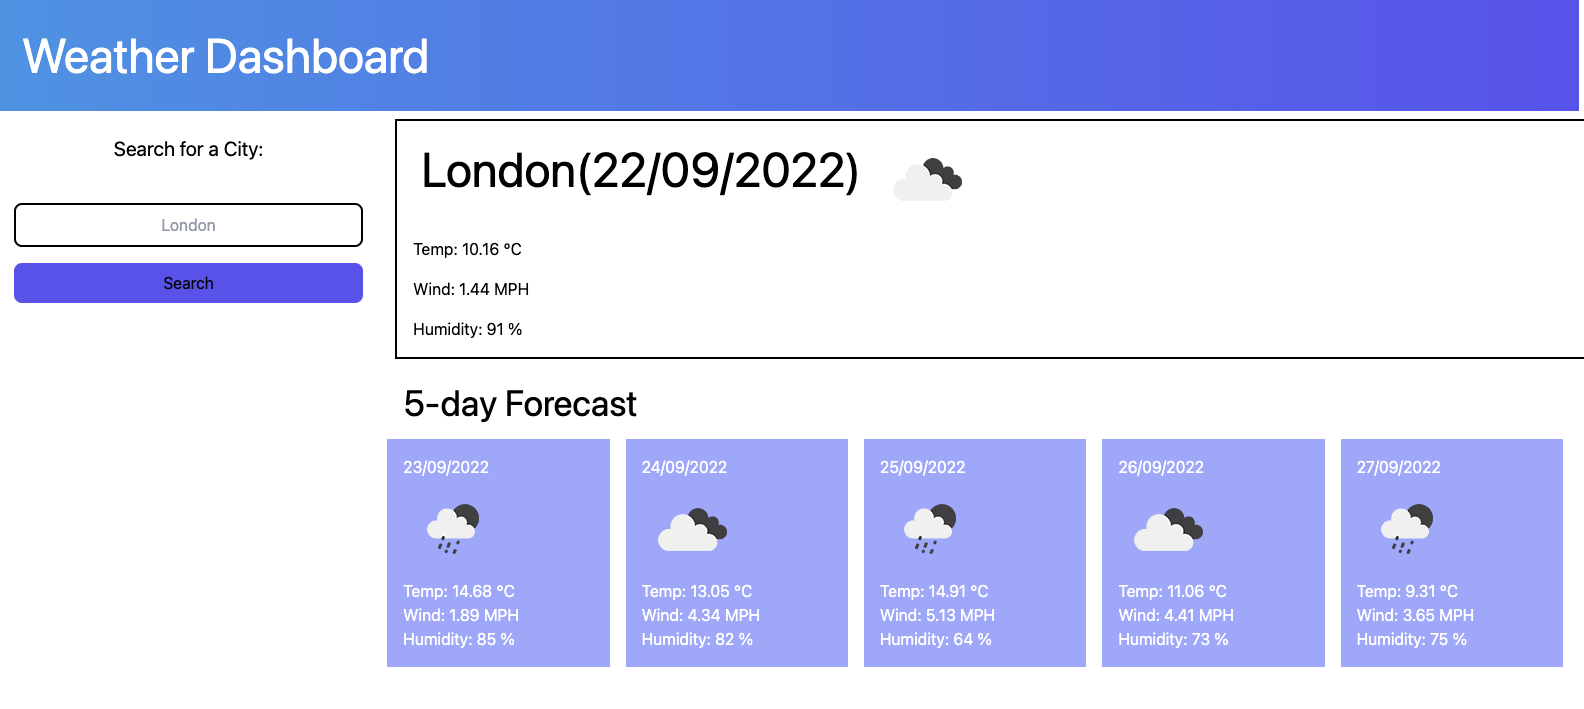 Weather Dashboard
Search for a City:
London
Search
London(22/09/2022)
Temp: 10.16 °C
Wind: 1.44 MPH
Humidity: 91 %
5-day Forecast
23/09/2022
Temp: 14.68 °C
Wind: 1.89 MPH
Humidity: 85 %
24/09/2022
Temp: 13.05 °C
Wind: 4.34 MPH
Humidity: 82 %
25/09/2022
Temp: 14.91 °C
Wind: 5.13 MPH
Humidity: 64 %
26/09/2022
Temp: 11.06 °C
Wind: 4.41 MPH
Humidity: 73 %
27/09/2022
Temp: 9.31 °C
Wind: 3.65 MPH
Humidity: 75 %